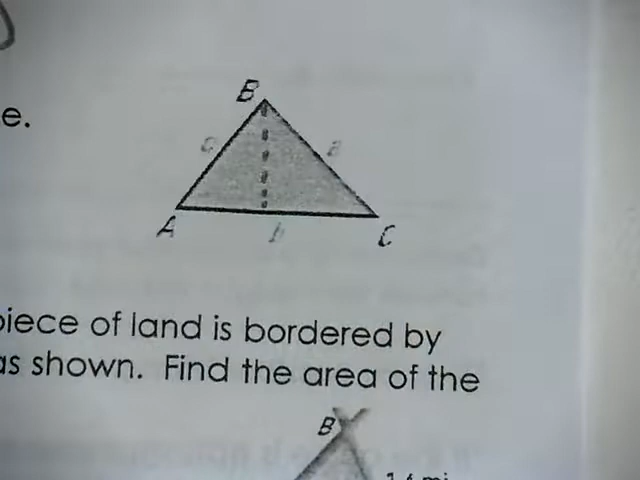 B
e.
c
a
A
b
C
piece of land is bordered by
as shown. Find the area of the
B